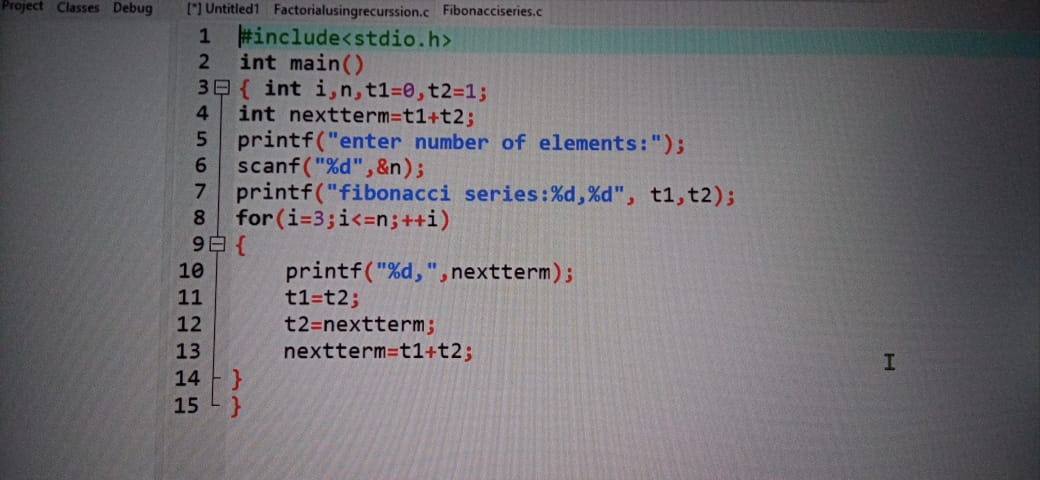 Project Classes Debug [*] Untitled1 Factorialusingrecurssion.c Fibonacciseries.c
1 #include<stdio.h>
2 int main()
3 { int i,n,t1=0,t2=1;
4 int nextterm=t1+t2;
5 printf("enter number of elements:");
6 scanf("%d",&n);
7 printf("fibonacci series:%d,%d", t1,t2);
8 for(i=3;i<=n;++i)
9 {
10 printf("%d,",nextterm);
11 t1=t2;
12 t2=nextterm;
13 nextterm=t1+t2;
14 }
15 }